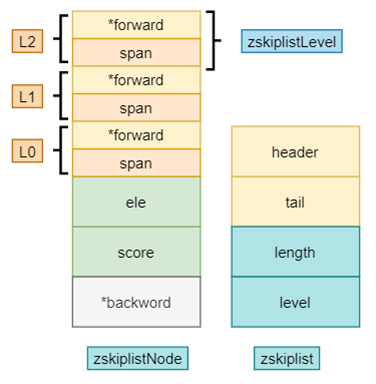 L2
*forward
span
zskiplistLevel
L1
*forward
span
L0
*forward
span
header
ele
tail
score
length
*backword
level
zskiplistNode
zskiplist